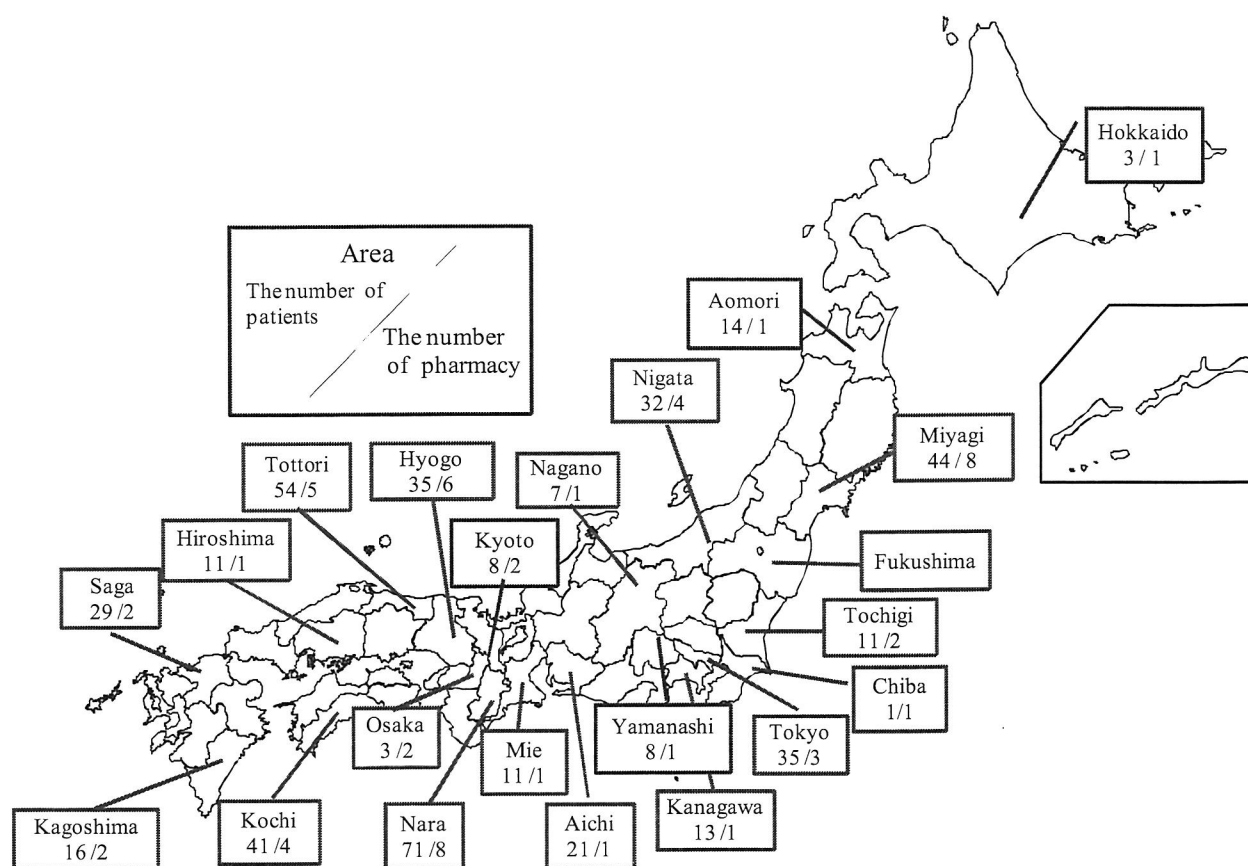 Hokkaido
3 / 1
Area
The number of
patients
The number
of pharmacy
Aomori
14 / 1
Nigata
32 /4
Miyagi
44 / 8
Tottori
54 /5
Hyogo
35 /6
Nagano
7 /1
Hiroshima
11 /1
Kyoto
8 /2
Fukushima
Saga
29 /2
Tochigi
11 /2
Chiba
1/1
Osaka
3 /2
Mie
11 /1
Yamanashi
8 /1
Tokyo
35 /3
Kanagawa
13 /1
Kagoshima
16 /2
Kochi
41 /4
Nara
71 /8
Aichi
21 /1